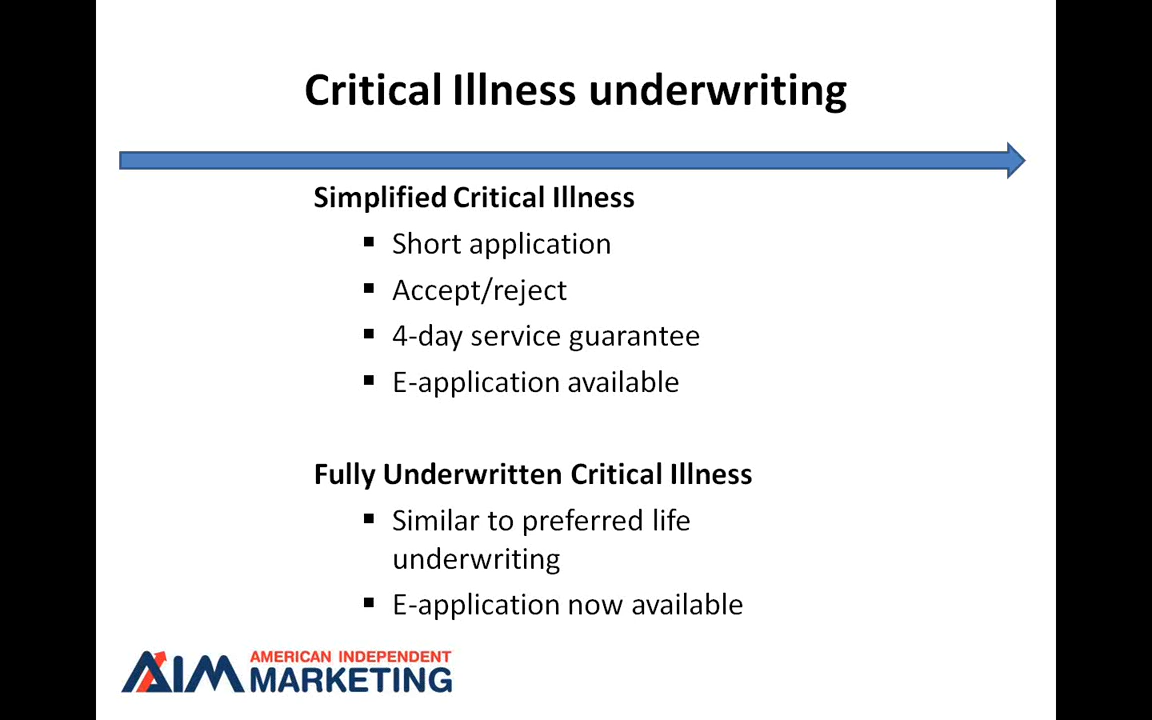 Critical Illness underwriting
Simplified Critical Illness
▪ Short application
▪ Accept/reject
▪ 4-day service guarantee
▪ E-application available
Fully Underwritten Critical Illness
▪ Similar to preferred life
underwriting
▪ E-application now available
AIM AMERICAN INDEPENDENT
MARKETING